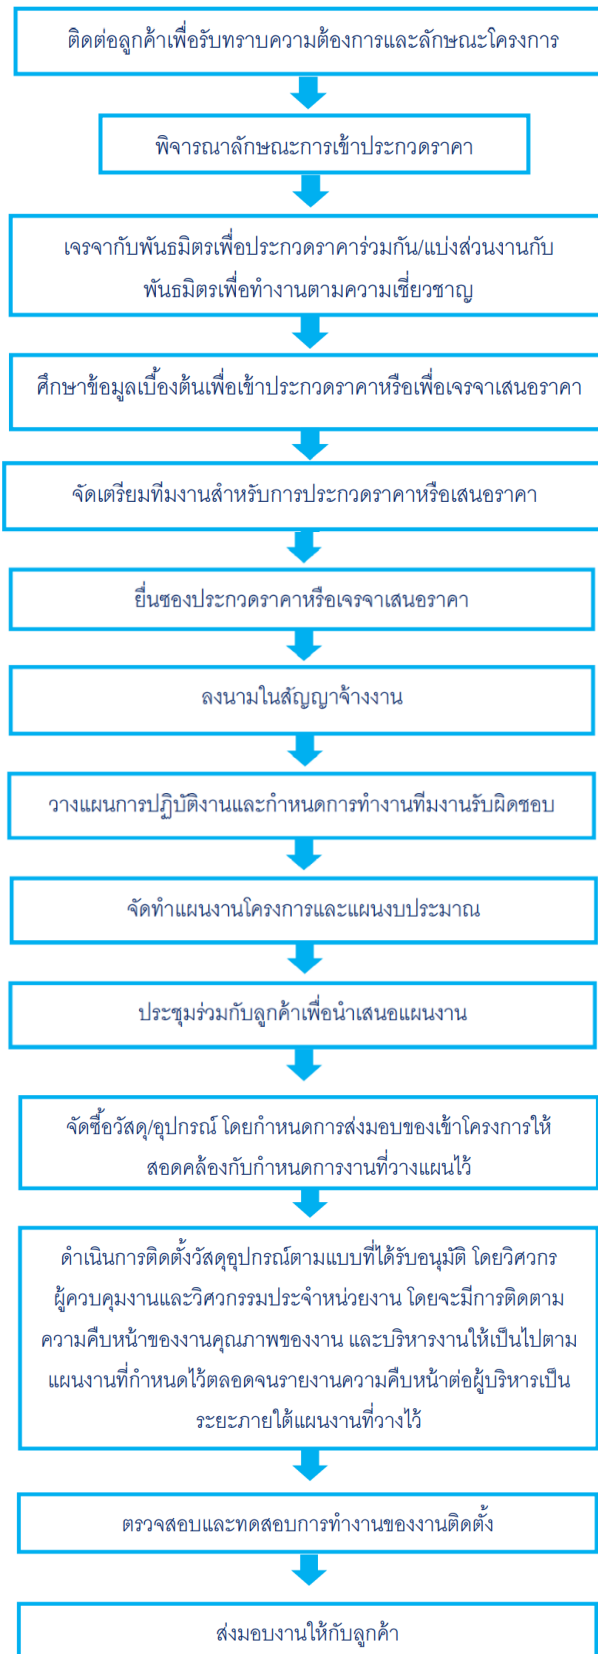 ติดต่อลูกค้าเพื่อรับทราบความต้องการและลักษณะโครงการ
พิจารณาลักษณะการเข้าประกวดราคา
เจรจากับพันธมิตรเพื่อประกวดราคาร่วมกัน/แบ่งส่วนงานกับ
พันธมิตรเพื่อทำงานตามความเชี่ยวชาญ
ศึกษาข้อมูลเบื้องต้นเพื่อเข้าประกวดราคาหรือเพื่อเจรจาเสนอราคา
จัดเตรียมทีมงานสำหรับการประกวดราคาหรือเสนอราคา
ยื่นซองประกวดราคาหรือเจรจาเสนอราคา
ลงนามในสัญญาจ้างงาน
วางแผนการปฏิบัติงานและกำหนดการทำงานทีมงานรับผิดชอบ
จัดทำแผนงานโครงการและแผนงบประมาณ
ประชุมร่วมกับลูกค้าเพื่อนำเสนอแผนงาน
จัดซื้อวัสดุ/อุปกรณ์ โดยกำหนดการส่งมอบของเข้าโครงการให้
สอดคล้องกับกำหนดการงานที่วางแผนไว้
ดำเนินการติดตั้งวัสดุอุปกรณ์ตามแบบที่ได้รับอนุมัติ โดยวิศวกร
ผู้ควบคุมงานและวิศวกรรมประจำหน่วยงาน โดยจะมีการติดตาม
ความคืบหน้าของงานคุณภาพของงาน และบริหารงานให้เป็นไปตาม
แผนงานที่กำหนดไว้ตลอดจนรายงานความคืบหน้าต่อผู้บริหารเป็น
ระยะภายใต้แผนงานที่วางไว้
ตรวจสอบและทดสอบการทำงานของงานติดตั้ง
ส่งมอบงานให้กับลูกค้า